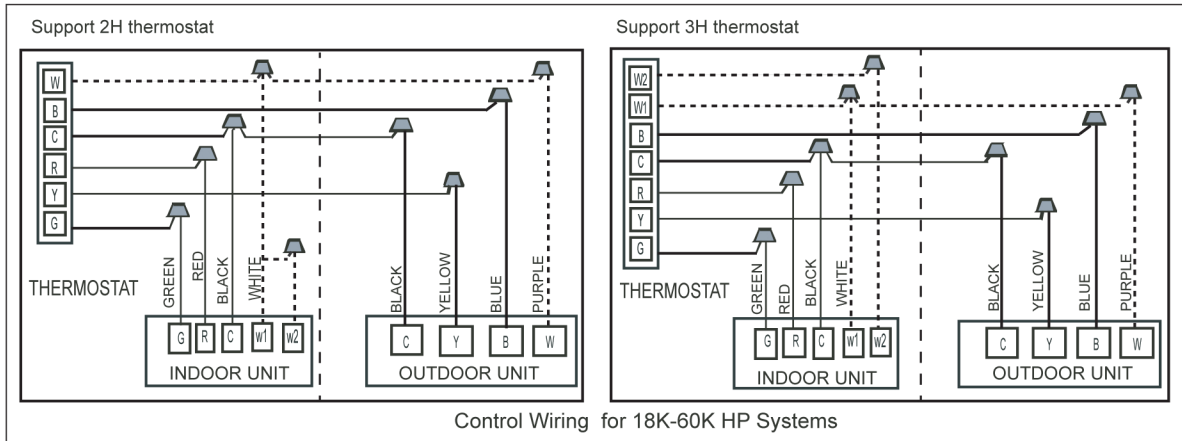 Support 2H thermostat
W
B
C
R
Y
G
THERMOSTAT
GREEN
RED
BLACK
WHITE
BLACK
YELLOW
BLUE
PURPLE
G R C w1 w2
INDOOR UNIT
C Y B W
OUTDOOR UNIT
Support 3H thermostat
W2
W1
B
C
R
Y
G
THERMOSTAT
GREEN
RED
BLACK
WHITE
BLACK
YELLOW
BLUE
PURPLE
G R C w1 w2
INDOOR UNIT
C Y B W
OUTDOOR UNIT
Control Wiring for 18K-60K HP Systems